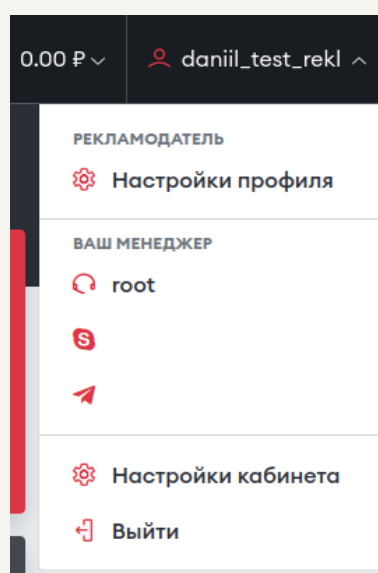 0.00 ₽ daniil_test_rekl
РЕКЛАМОДАТЕЛЬ
Настройки профиля
ВАШ МЕНЕДЖЕР
root
Настройки кабинета
Выйти